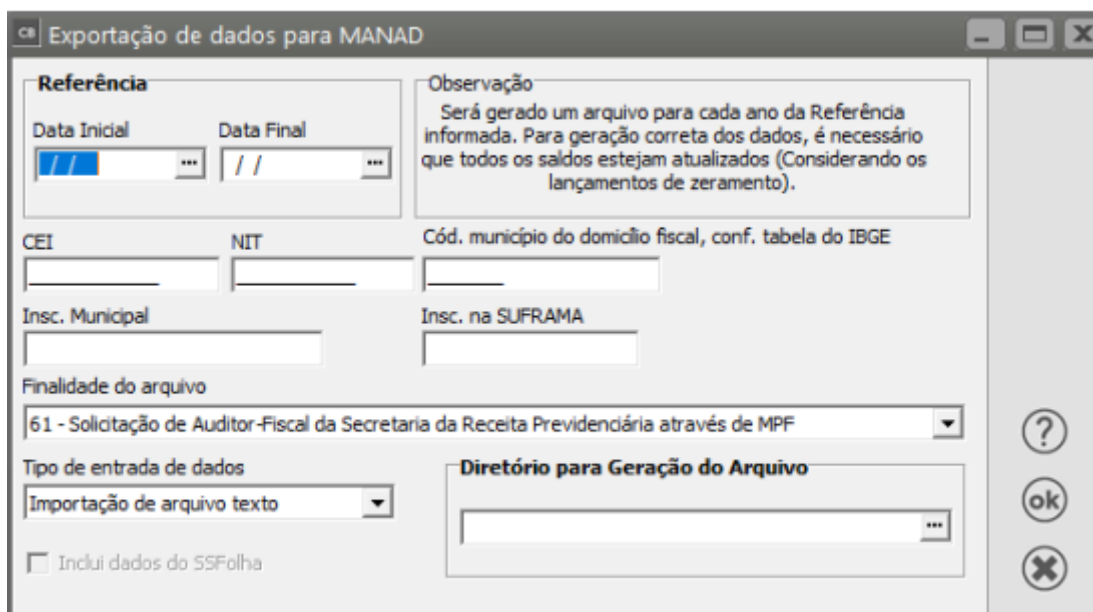 CB Exportação de dados para MANAD
Referência
Data Inicial Data Final
/ / ... / / ...
Observação
Será gerado um arquivo para cada ano da Referência
informada. Para geração correta dos dados, é necessário
que todos os saldos estejam atualizados (Considerando os
lançamentos de zeramento).
CEI NIT Cód. município do domicílio fiscal, conf. tabela do IBGE
Insc. Municipal Insc. na SUFRAMA
Finalidade do arquivo
61 - Solicitação de Auditor-Fiscal da Secretaria da Receita Previdenciária através de MPF
Tipo de entrada de dados
Importação de arquivo texto
Inclui dados do SSFolha
Diretório para Geração do Arquivo
...
?
ok